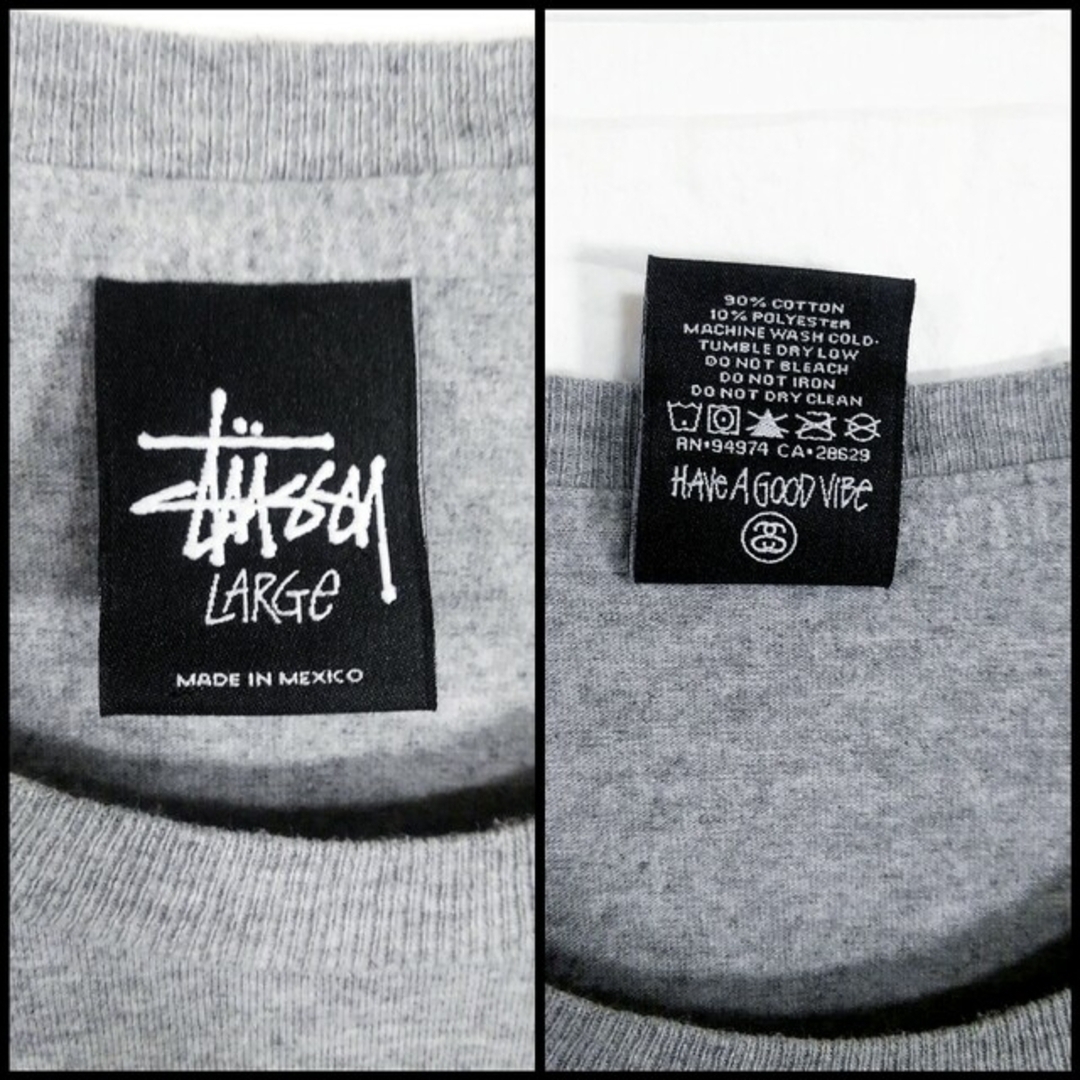 Stüssy
LARGE
MADE IN MEXICO
90% COTTON
10% POLYESTER
MACHINE WASH COLD·
TUMBLE DRY LOW
DO NOT BLEACH
DO NOT IRON
DO NOT DRY CLEAN
RN·94974 CA·28629
HAVE A GOOD VIBE